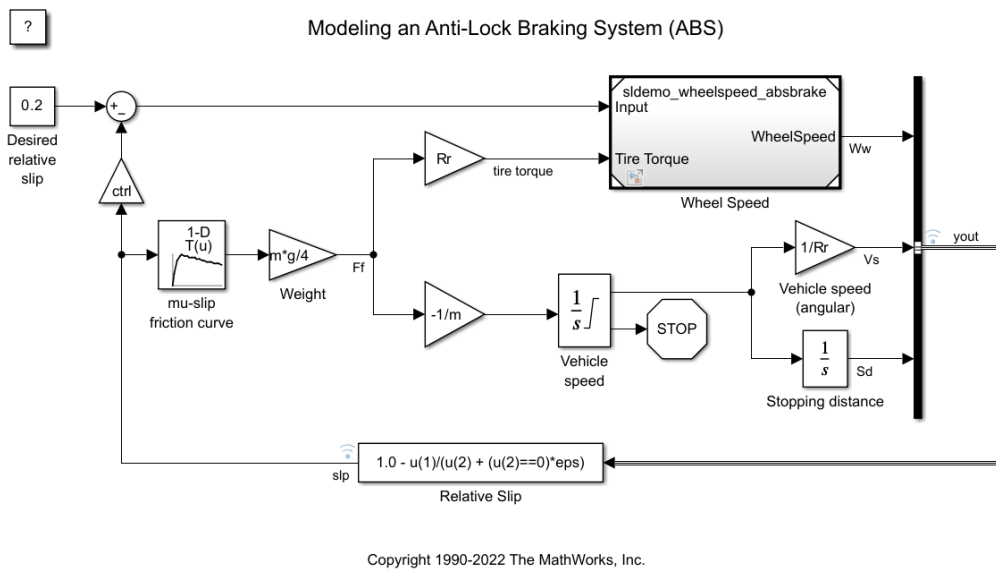 ?
Modeling an Anti-Lock Braking System (ABS)
0.2
Desired
relative
slip
+
−
ctrl
1-D
T(u)
mu-slip
friction curve
m*g/4
Weight
Ff
Rr
tire torque
sldemo_wheelspeed_absbrake
Input
WheelSpeed
Tire Torque
Wheel Speed
Ww
-1/m
1
s
Vehicle
speed
STOP
1/Rr
Vs
Vehicle speed
(angular)
1
s
Sd
Stopping distance
yout
slp
1.0 - u(1)/(u(2) + (u(2)==0)*eps)
Relative Slip
Copyright 1990-2022 The MathWorks, Inc.